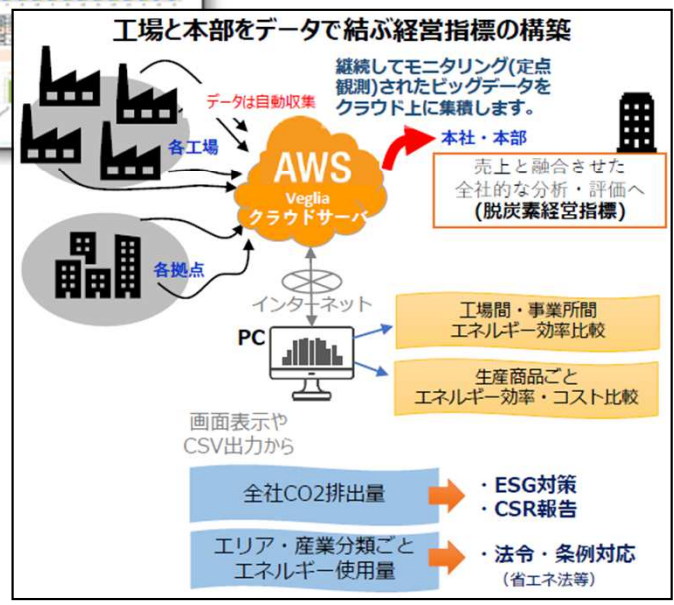 工場と本部をデータで結ぶ経営指標の構築
継続してモニタリング(定点
観測)されたビッグデータを
クラウド上に集積します。
データは自動収集
各工場
AWS
Veglia
クラウドサーバ
本社・本部
売上と融合させた
全社的な分析・評価へ
(脱炭素経営指標)
各拠点
インターネット
PC
工場間・事業所間
エネルギー効率比較
生産商品ごと
エネルギー効率・コスト比較
画面表示や
CSV出力から
全社CO2排出量
・ESG対策
・CSR報告
エリア・産業分類ごと
エネルギー使用量
・法令・条例対応
(省エネ法等)